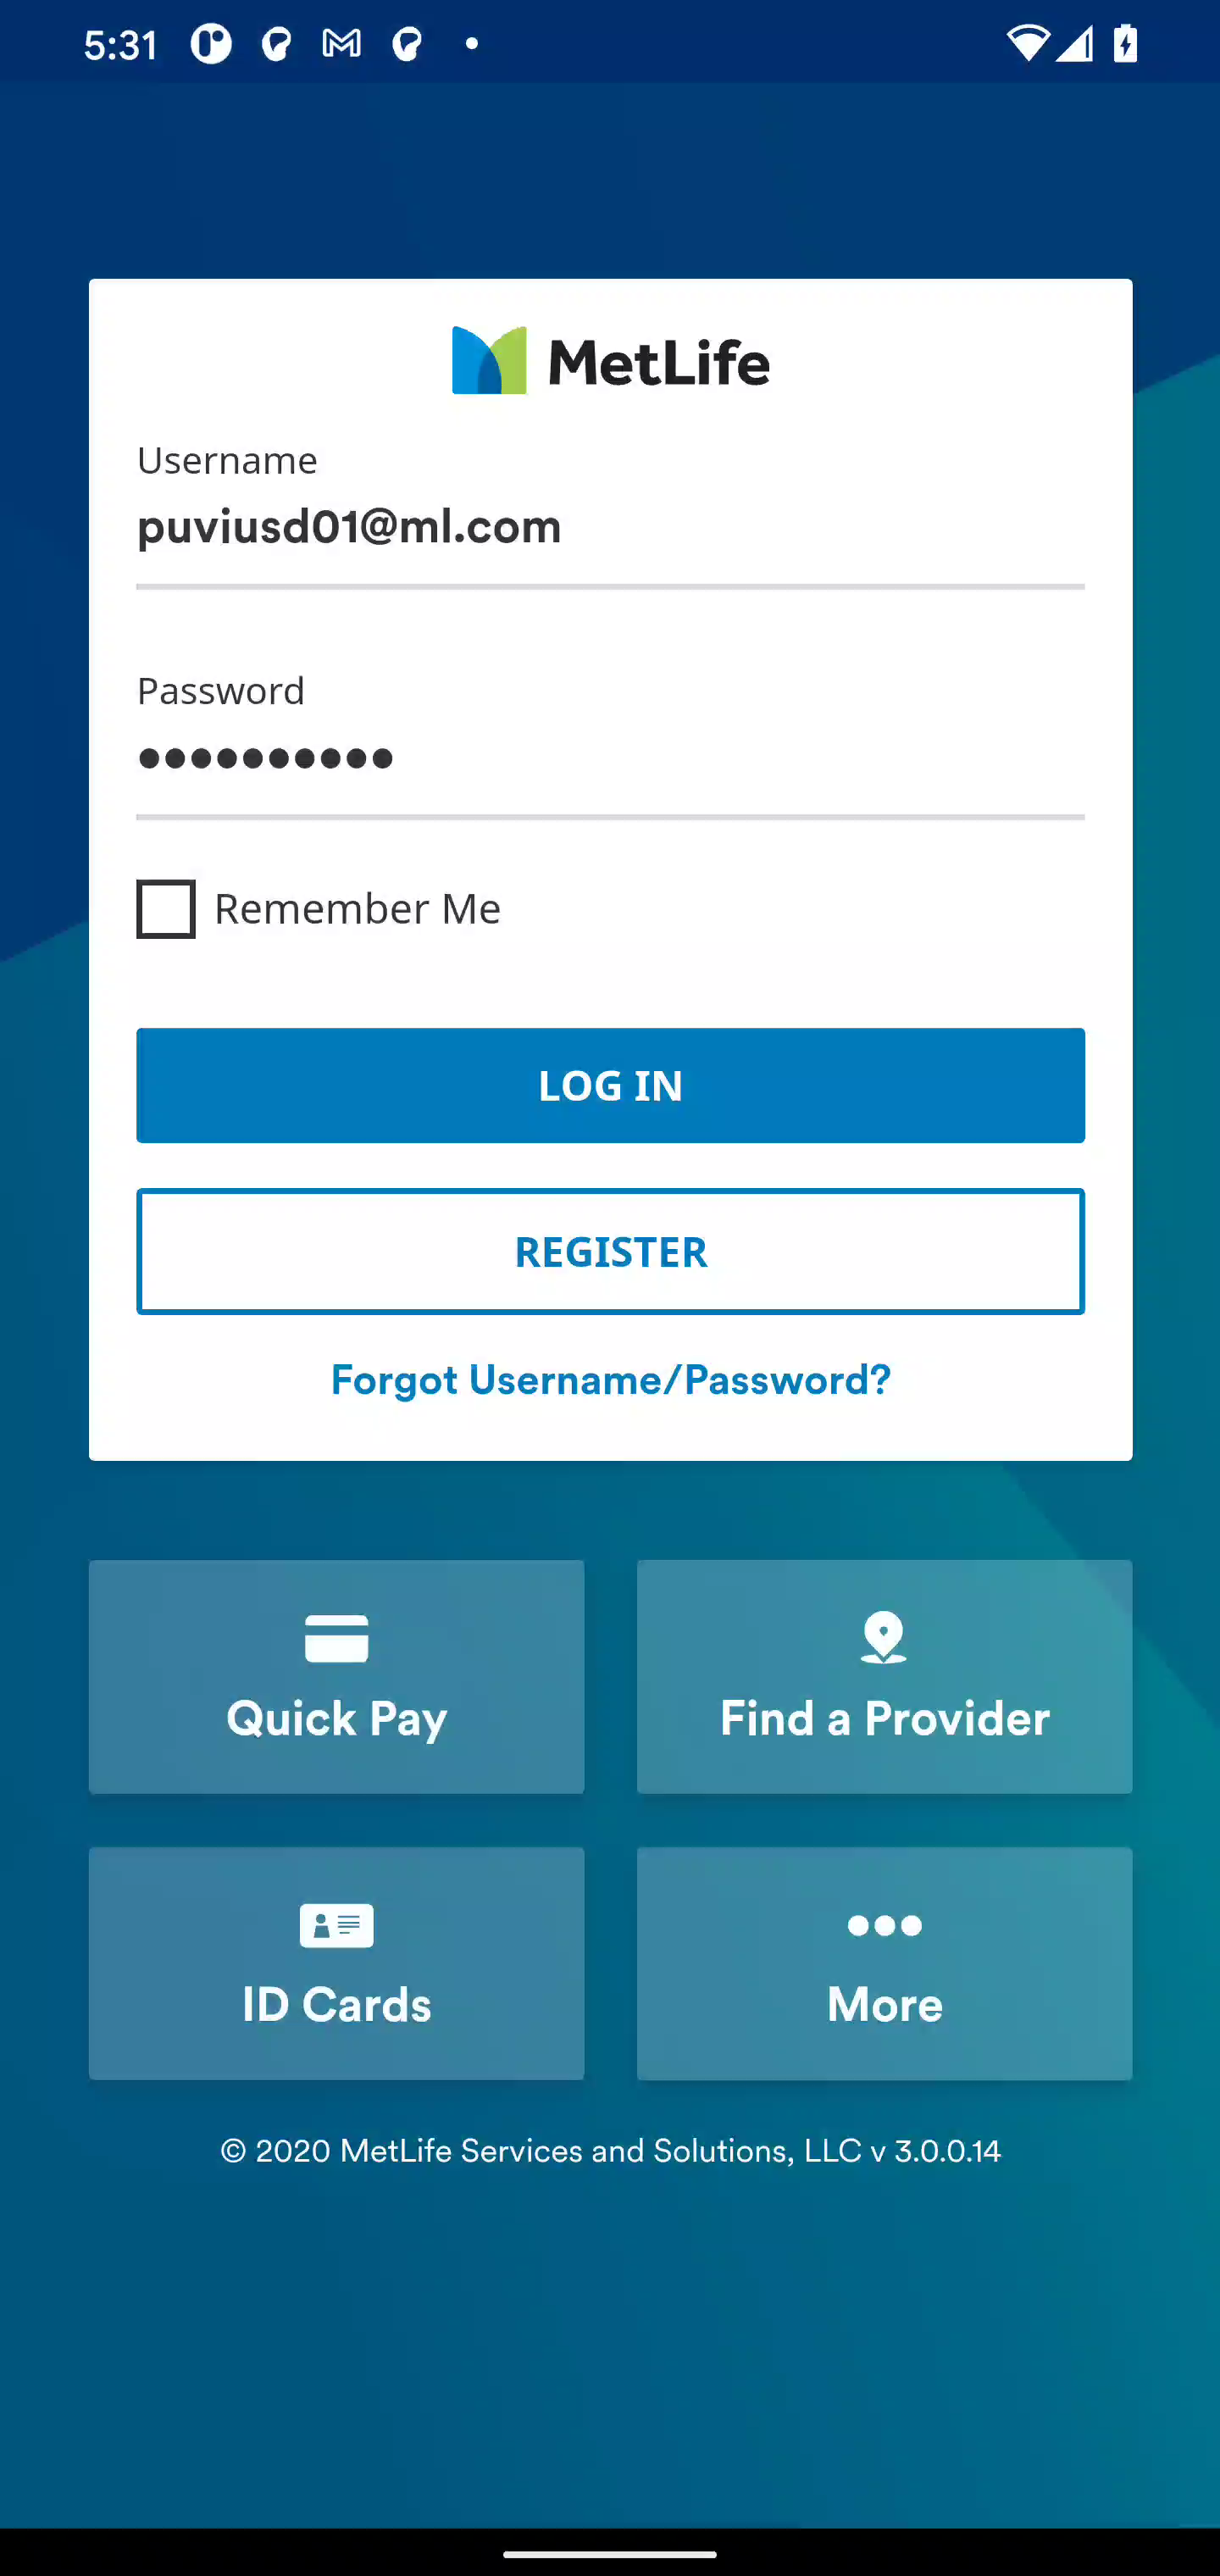 5:31
MetLife
Username
puviusd01@ml.com
Password
Remember Me
LOG IN
REGISTER
Forgot Username/Password?
Quick Pay
Find a Provider
ID Cards
More
© 2020 MetLife Services and Solutions, LLC v 3.0.0.14